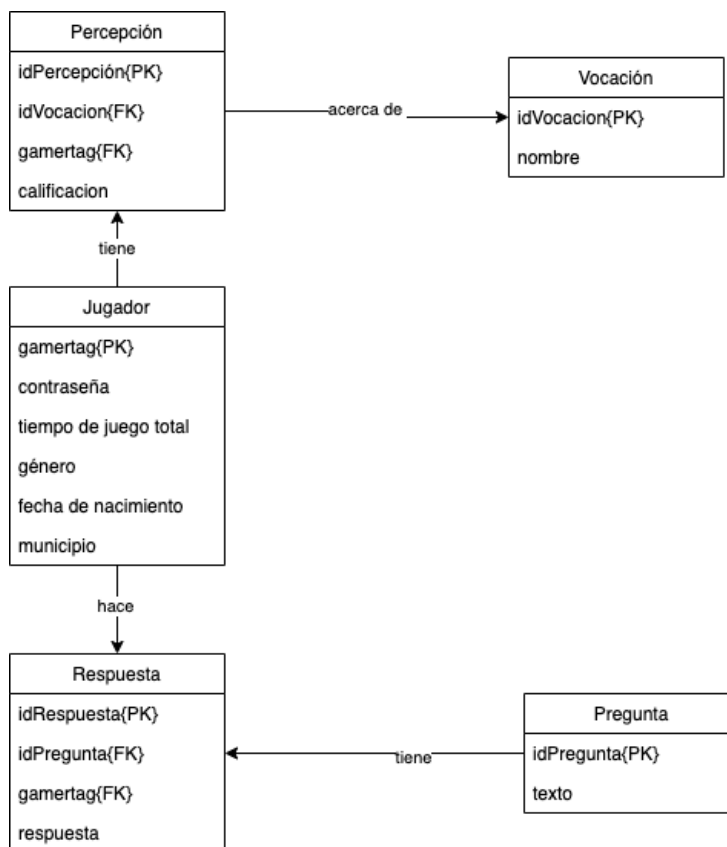 Percepción
idPercepción{PK}
idVocacion{FK}
gamertag{FK}
calificacion
acerca de
Vocación
idVocacion{PK}
nombre
tiene
Jugador
gamertag{PK}
contraseña
tiempo de juego total
género
fecha de nacimiento
municipio
hace
Respuesta
idRespuesta{PK}
idPregunta{FK}
gamertag{FK}
respuesta
tiene
Pregunta
idPregunta{PK}
texto